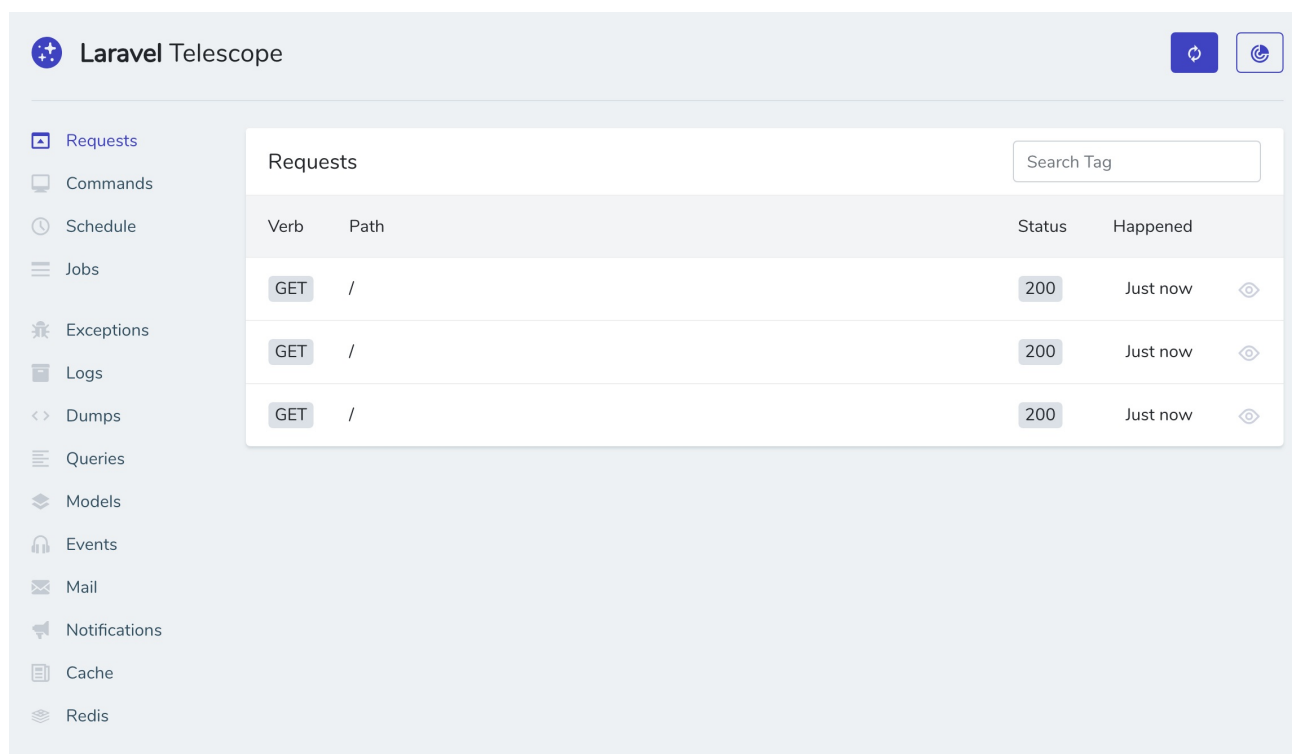 Laravel Telescope
Requests
Commands
Schedule
Jobs
Exceptions
Logs
Dumps
Queries
Models
Events
Mail
Notifications
Cache
Redis
Requests
Search Tag
Verb Path Status Happened
GET / 200 Just now
GET / 200 Just now
GET / 200 Just now